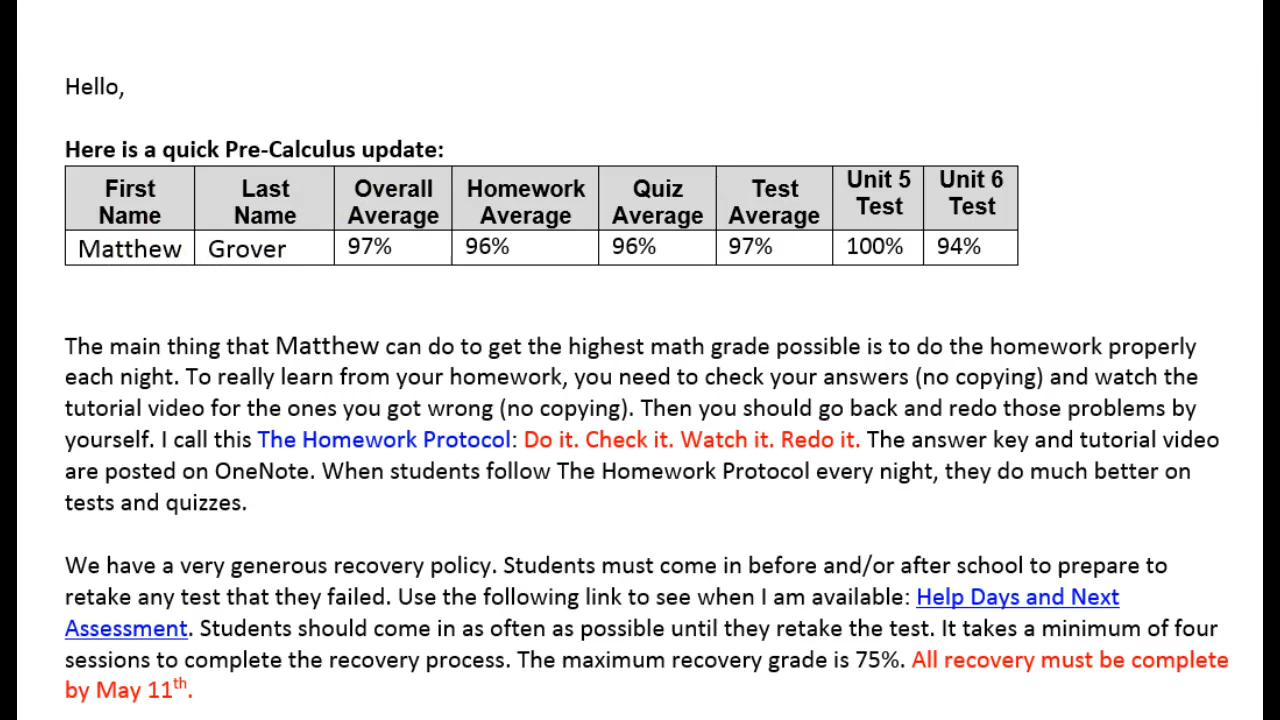 Hello,
Here is a quick Pre-Calculus update:
First Name Last Name Overall Average Homework Average Quiz Average Test Average Unit 5 Test Unit 6 Test
Matthew Grover 97% 96% 96% 97% 100% 94%
The main thing that Matthew can do to get the highest math grade possible is to do the homework properly
each night. To really learn from your homework, you need to check your answers (no copying) and watch the
tutorial video for the ones you got wrong (no copying). Then you should go back and redo those problems by
yourself. I call this The Homework Protocol: Do it. Check it. Watch it. Redo it. The answer key and tutorial video
are posted on OneNote. When students follow The Homework Protocol every night, they do much better on
tests and quizzes.
We have a very generous recovery policy. Students must come in before and/or after school to prepare to
retake any test that they failed. Use the following link to see when I am available: Help Days and Next
Assessment. Students should come in as often as possible until they retake the test. It takes a minimum of four
sessions to complete the recovery process. The maximum recovery grade is 75%. All recovery must be complete
by May 11th.